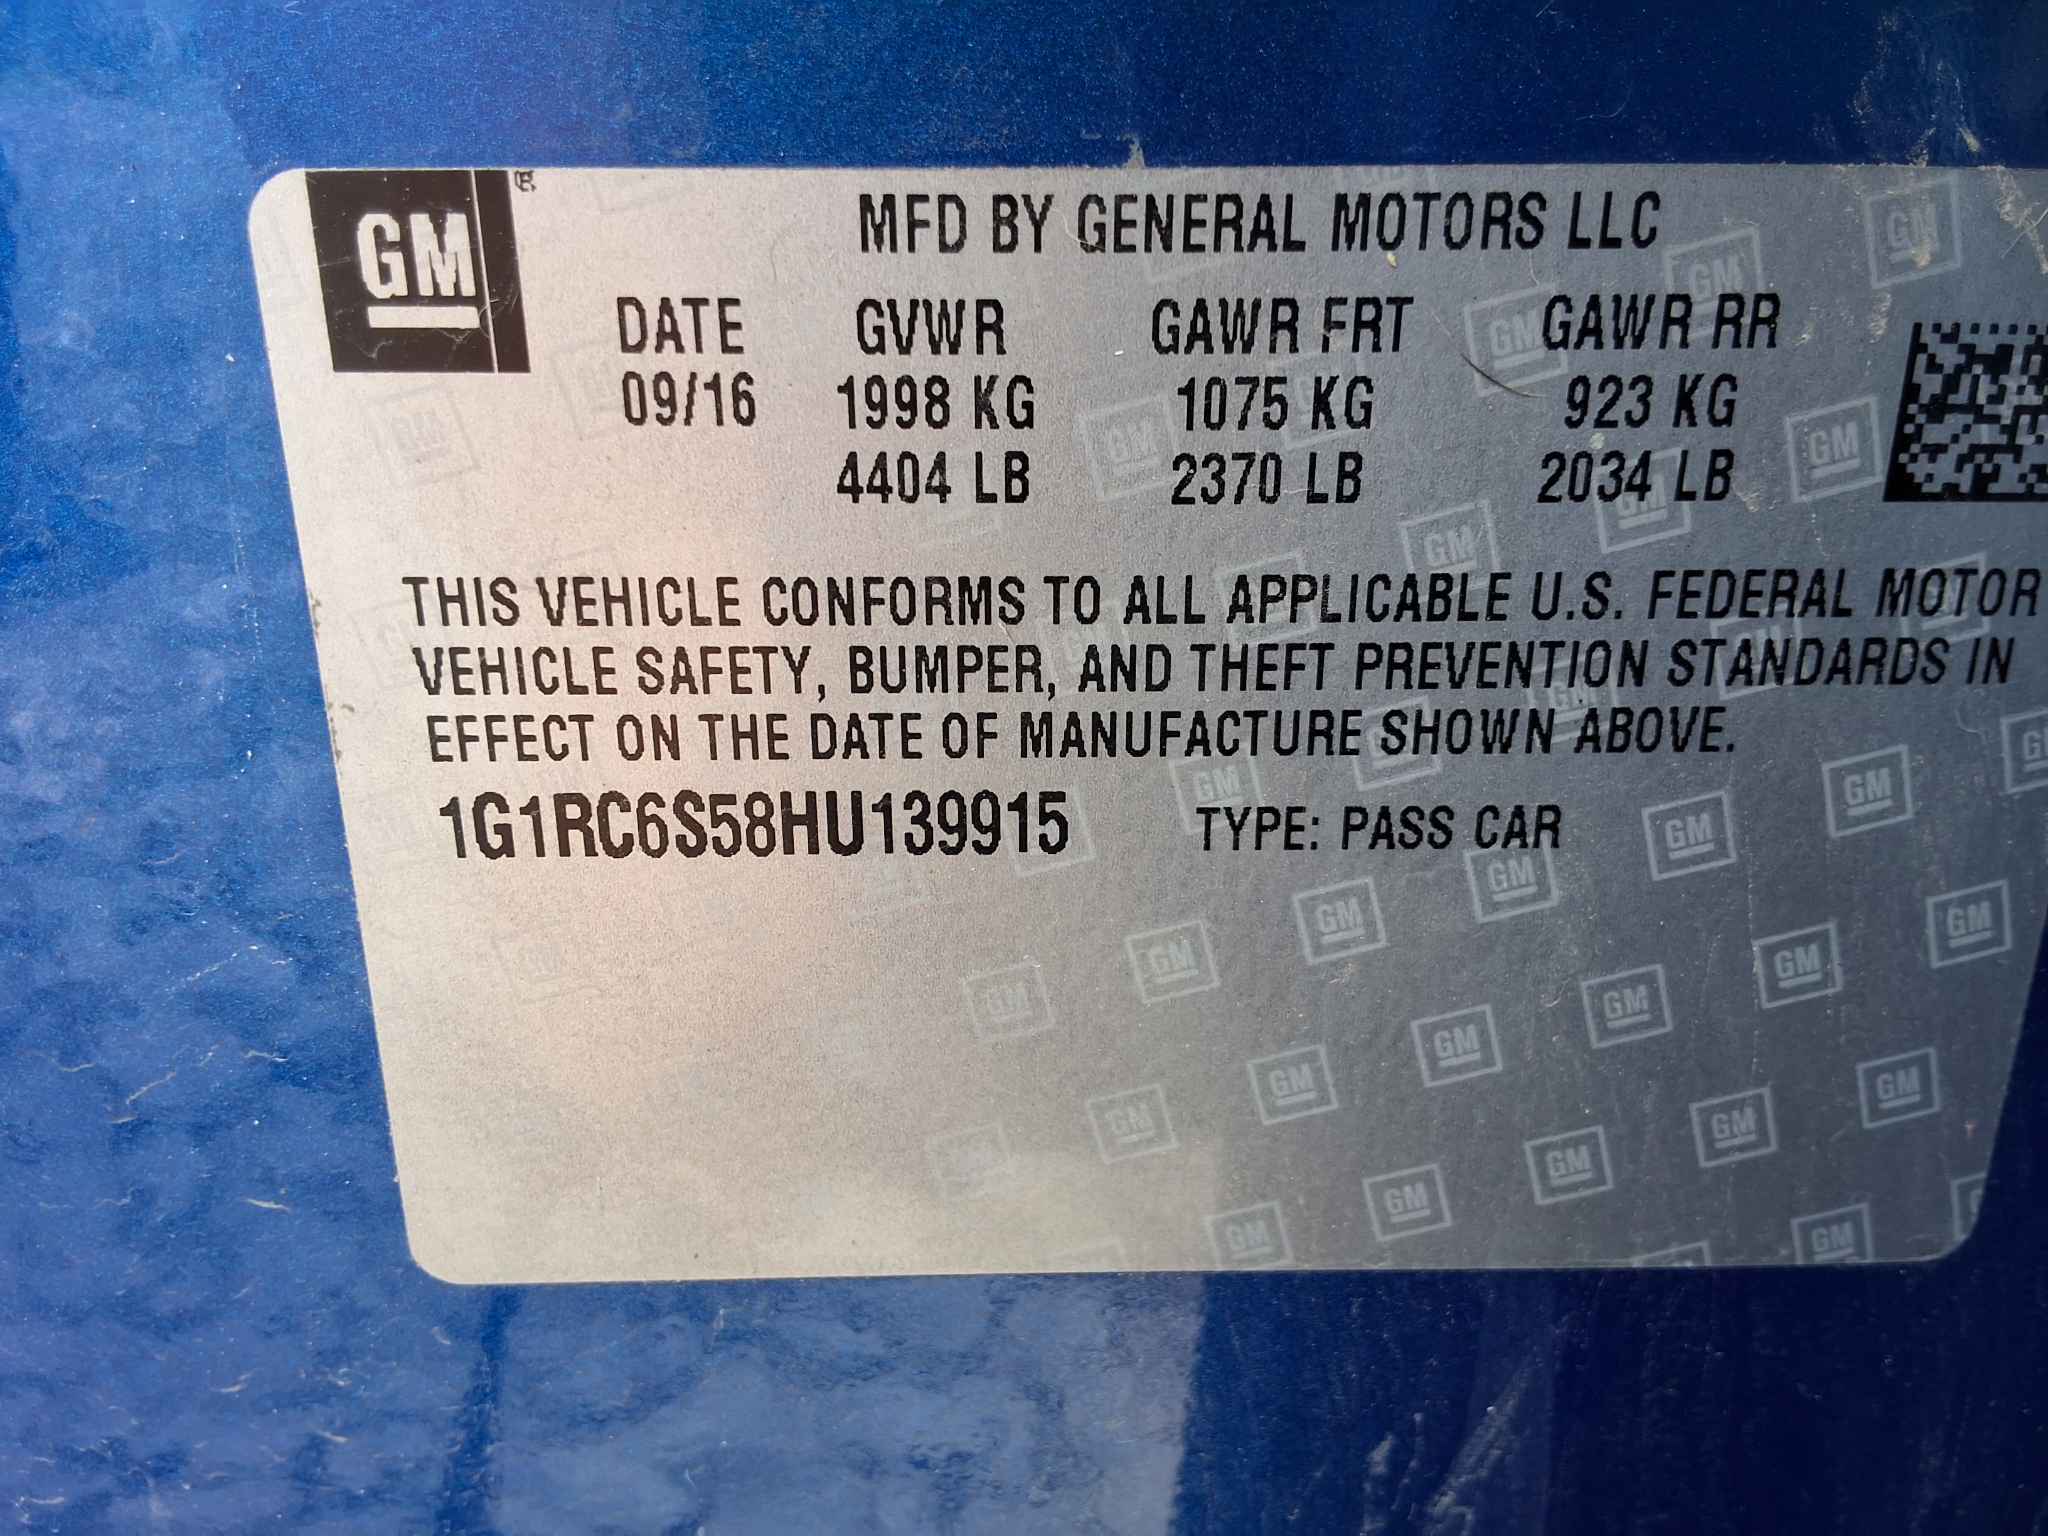 GM ®
MFD BY GENERAL MOTORS LLC
DATE GVWR GAWR FRT GAWR RR
09/16 1998 KG 1075 KG 923 KG
4404 LB 2370 LB 2034 LB
THIS VEHICLE CONFORMS TO ALL APPLICABLE U.S. FEDERAL MOTOR
VEHICLE SAFETY, BUMPER, AND THEFT PREVENTION STANDARDS IN
EFFECT ON THE DATE OF MANUFACTURE SHOWN ABOVE.
1G1RC6S58HU139915 TYPE: PASS CAR